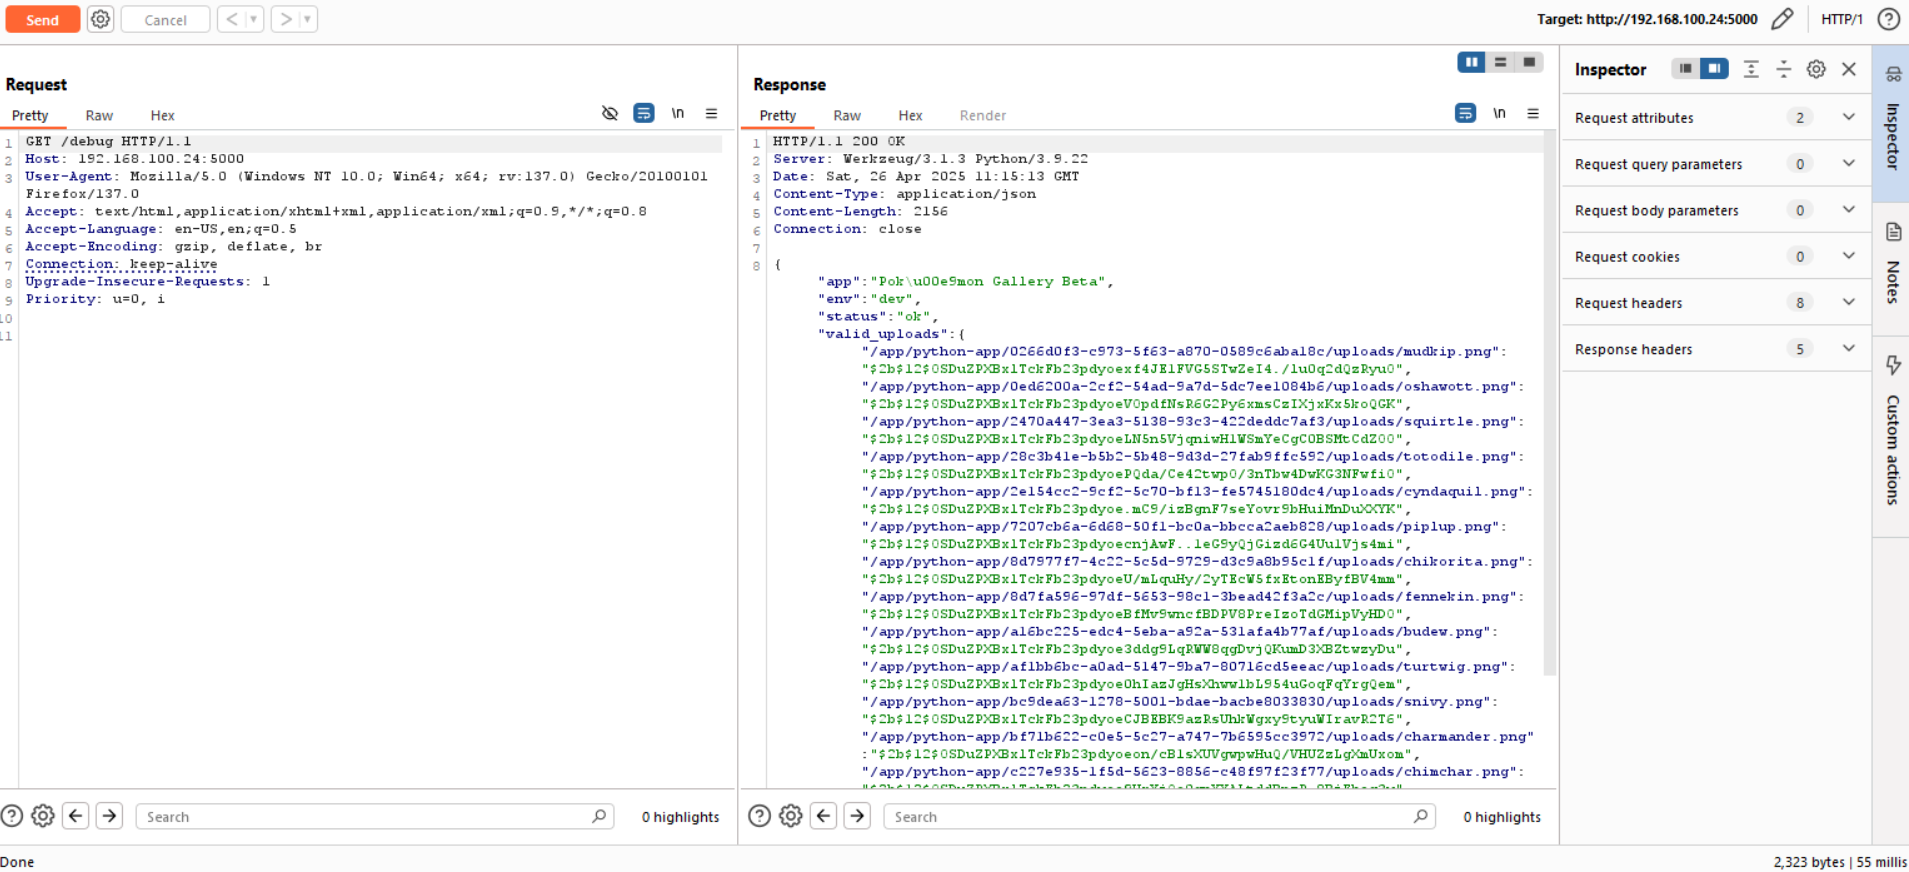 Send
Cancel
< >
Target: http://192.168.100.24:5000
HTTP/1
Request
Pretty Raw Hex
\n
1 GET /debug HTTP/1.1
2 Host: 192.168.100.24:5000
3 User-Agent: Mozilla/5.0 (Windows NT 10.0; Win64; x64; rv:137.0) Gecko/20100101
Firefox/137.0
4 Accept: text/html,application/xhtml+xml,application/xml;q=0.9,*/*;q=0.8
5 Accept-Language: en-US,en;q=0.5
6 Accept-Encoding: gzip, deflate, br
7 Connection: keep-alive
8 Upgrade-Insecure-Requests: 1
9 Priority: u=0, i
10
11
Search
0 highlights
Response
Pretty Raw Hex Render
\n
1 HTTP/1.1 200 OK
2 Server: Werkzeug/3.1.3 Python/3.9.22
3 Date: Sat, 26 Apr 2025 11:15:13 GMT
4 Content-Type: application/json
5 Content-Length: 2156
6 Connection: close
7
8 {
"app":"Pok\u00e9mon Gallery Beta",
"env":"dev",
"status":"ok",
"valid_uploads":{
"/app/python-app/0266d0f3-c973-5f63-a870-0589c6aba18c/uploads/mudkip.png":
"$2b$12$0SDuZPXBxlTckFb23pdyoexf4JE1FVG5STwZeI4./lu0q2dQzRyu0",
"/app/python-app/0ed6200a-2cf2-54ad-9a7d-5dc7ee1084b6/uploads/oshawott.png":
"$2b$12$0SDuZPXBxlTckFb23pdyoeV0pdfNsR6G2Py6xmsCzIXjxKx5koQGK",
"/app/python-app/2470a447-3ea3-5138-93c3-422deddc7af3/uploads/squirtle.png":
"$2b$12$0SDuZPXBxlTckFb23pdyoeLN5n5VjqniwH1WSmYeCgC0BSMtCdZ00",
"/app/python-app/28c3b41e-b5b2-5b48-9d3d-27fab9ffc592/uploads/totodile.png":
"$2b$12$0SDuZPXBxlTckFb23pdyoePQda/Ce42twp0/3nTbw4DwKG3NFwfi0",
"/app/python-app/2e154cc2-9cf2-5c70-bf13-fe5745180dc4/uploads/cyndaquil.png":
"$2b$12$0SDuZPXBxlTckFb23pdyoe.mC9/izBgnF7seYovr9bHuiMnDuXXYK",
"/app/python-app/7207cb6a-6d68-50f1-bc0a-bbcca2aeb828/uploads/piplup.png":
"$2b$12$0SDuZPXBxlTckFb23pdyoecnjAwF..leG9yQjGizd6G4UulVjs4mi",
"/app/python-app/8d7977f7-4c22-5c5d-9729-d3c9a8b95c1f/uploads/chikorita.png":
"$2b$12$0SDuZPXBxlTckFb23pdyoeU/mLquHy/2yTEcW5fxEtonEByfBV4mm",
"/app/python-app/8d7fa596-97df-5653-98c1-3bead42f3a2c/uploads/fennekin.png":
"$2b$12$0SDuZPXBxlTckFb23pdyoeBfMv9wncfBDPV8PreIzoTdGMipVyHD0",
"/app/python-app/a16bc225-edc4-5eba-a92a-531afa4b77af/uploads/budew.png":
"$2b$12$0SDuZPXBxlTckFb23pdyoe3ddg9LqRWW8qgDvjQKumD3XBZtwzyDu",
"/app/python-app/af1bb6bc-a0ad-5147-9ba7-80716cd5eeac/uploads/turtwig.png":
"$2b$12$0SDuZPXBxlTckFb23pdyoe0hIazJgHsXhwwlbL954uGoqFqYrgQem",
"/app/python-app/bc9dea63-1278-5001-bdae-bacbe8033830/uploads/snivy.png":
"$2b$12$0SDuZPXBxlTckFb23pdyoeCJBEBK9azRsUhkWgxy9tyuWIravR2T6",
"/app/python-app/bf71b622-c0e5-5c27-a747-7b6595cc3972/uploads/charmander.png"
:"$2b$12$0SDuZPXBxlTckFb23pdyoeon/cB1sXUVgwpwHuQ/VHUZzLgXmUxom",
"/app/python-app/c227e935-1f5d-5623-8856-c48f97f23f77/uploads/chimchar.png":
Search
0 highlights
Inspector
Request attributes 2
Request query parameters 0
Request body parameters 0
Request cookies 0
Request headers 8
Response headers 5
Inspector
Notes
Custom actions
Done
2,323 bytes | 55 millis